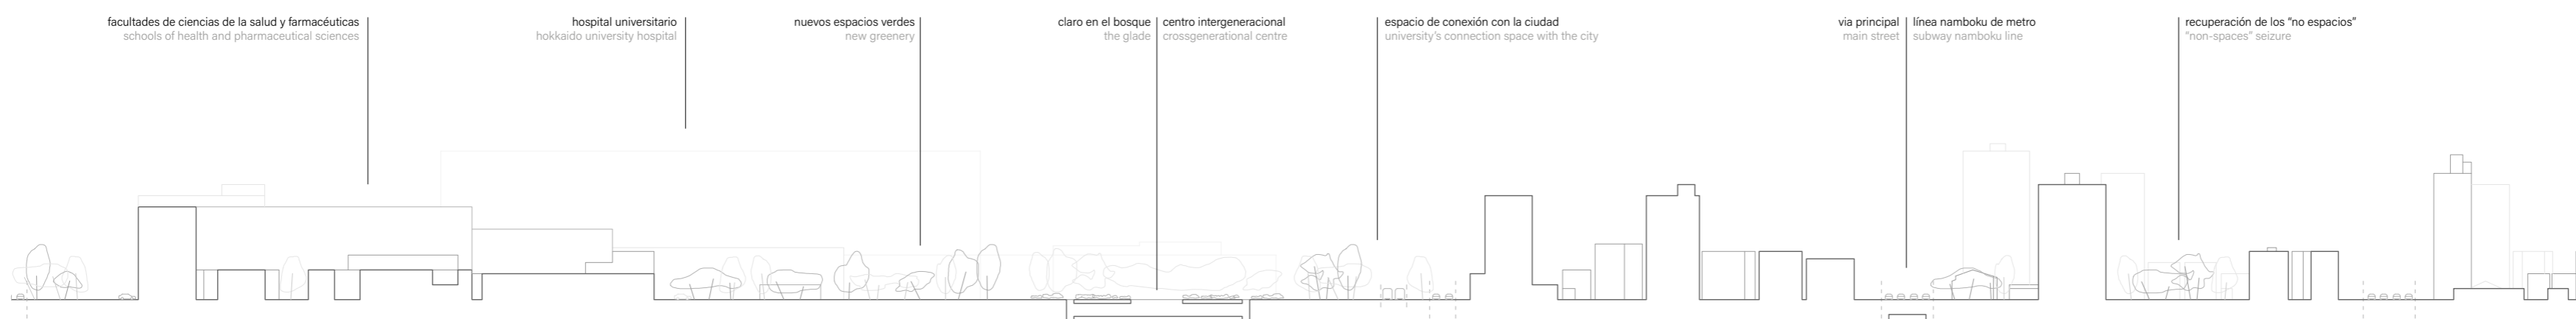 facultades de ciencias de la salud y farmacéuticas
schools of health and pharmaceutical sciences
hospital universitario
hokkaido university hospital
nuevos espacios verdes
new greenery
claro en el bosque
the glade
centro intergeneracional
crossgenerational centre
espacio de conexión con la ciudad
university's connection space with the city
via principal
main street
línea namboku de metro
subway namboku line
recuperación de los "no espacios"
"non-spaces" seizure